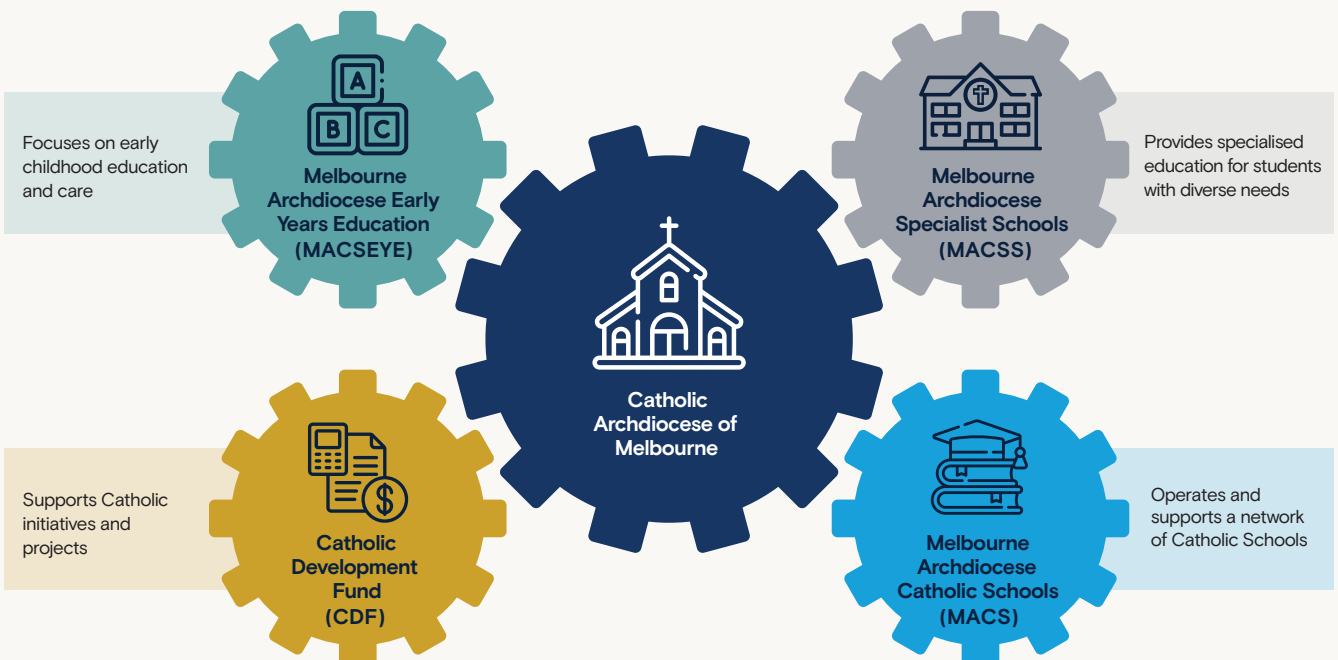 Focuses on early
childhood education
and care
A
B
C
Melbourne
Archdiocese Early
Years Education
(MACSEYE)
Melbourne
Archdiocese
Specialist Schools
(MACSS)
Provides specialised
education for students
with diverse needs
Catholic
Archdiocese of
Melbourne
Supports Catholic
initiatives and
projects
$
Catholic
Development
Fund
(CDF)
Melbourne
Archdiocese
Catholic Schools
(MACS)
Operates and
supports a network
of Catholic Schools